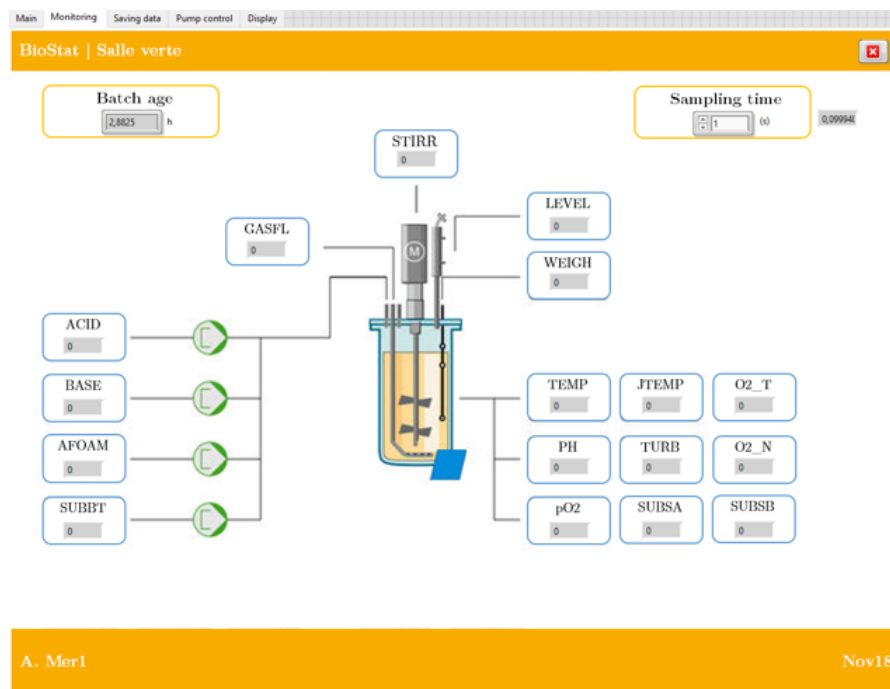 Main Monitoring Saving data Pump control Display
BioStat | Salle verte
Batch age
2,8825 h
Sampling time
1 (s) 0,09994
STIRR
0
GASFL
0
M
LEVEL
0
WEIGH
0
ACID
0
BASE
0
AFOAM
0
SUBBT
0
TEMP JTEMP O2_T
0 0 0
PH TURB O2_N
0 0 0
pO2 SUBSA SUBSB
0 0 0
A. Mer1 Nov18